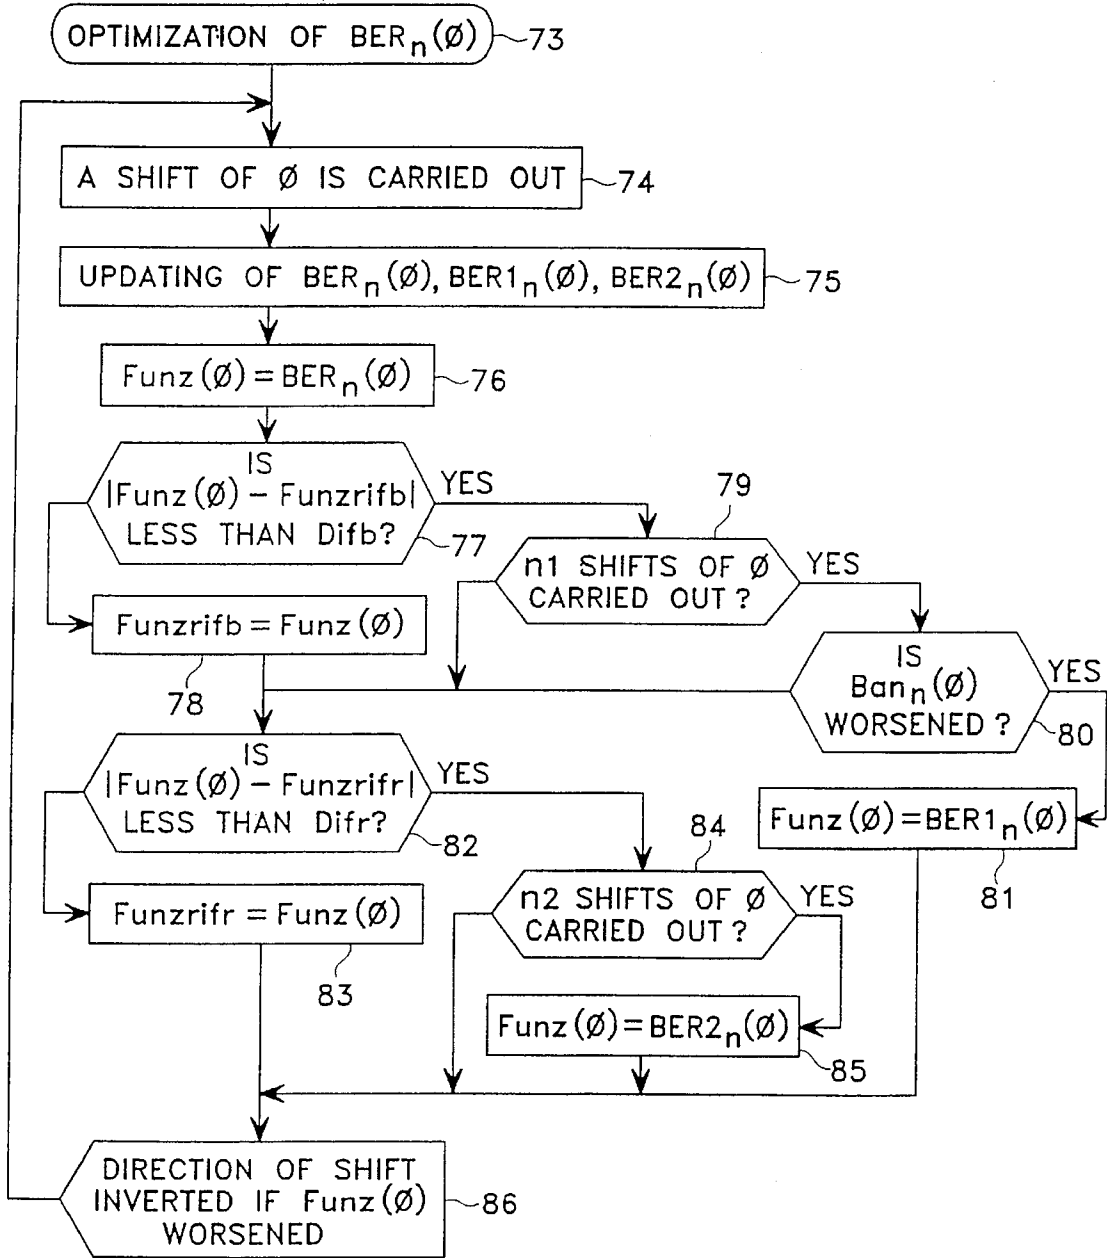 OPTIMIZATION OF BERn(Ø)
73
A SHIFT OF Ø IS CARRIED OUT
74
UPDATING OF BERn(Ø), BER1n(Ø), BER2n(Ø)
75
Funz(Ø) = BERn(Ø)
76
IS
|Funz(Ø) – Funzrifb|
LESS THAN Difb?
77
YES
79
n1 SHIFTS OF Ø
CARRIED OUT?
YES
Funzrifb = Funz(Ø)
78
IS
Bann(Ø)
WORSENED?
80
YES
IS
|Funz(Ø) – Funzrifr|
LESS THAN Difr?
82
YES
Funz(Ø) = BER1n(Ø)
81
84
n2 SHIFTS OF Ø
CARRIED OUT?
YES
Funzrifr = Funz(Ø)
83
Funz(Ø) = BER2n(Ø)
85
DIRECTION OF SHIFT
INVERTED IF Funz(Ø)
WORSENED
86